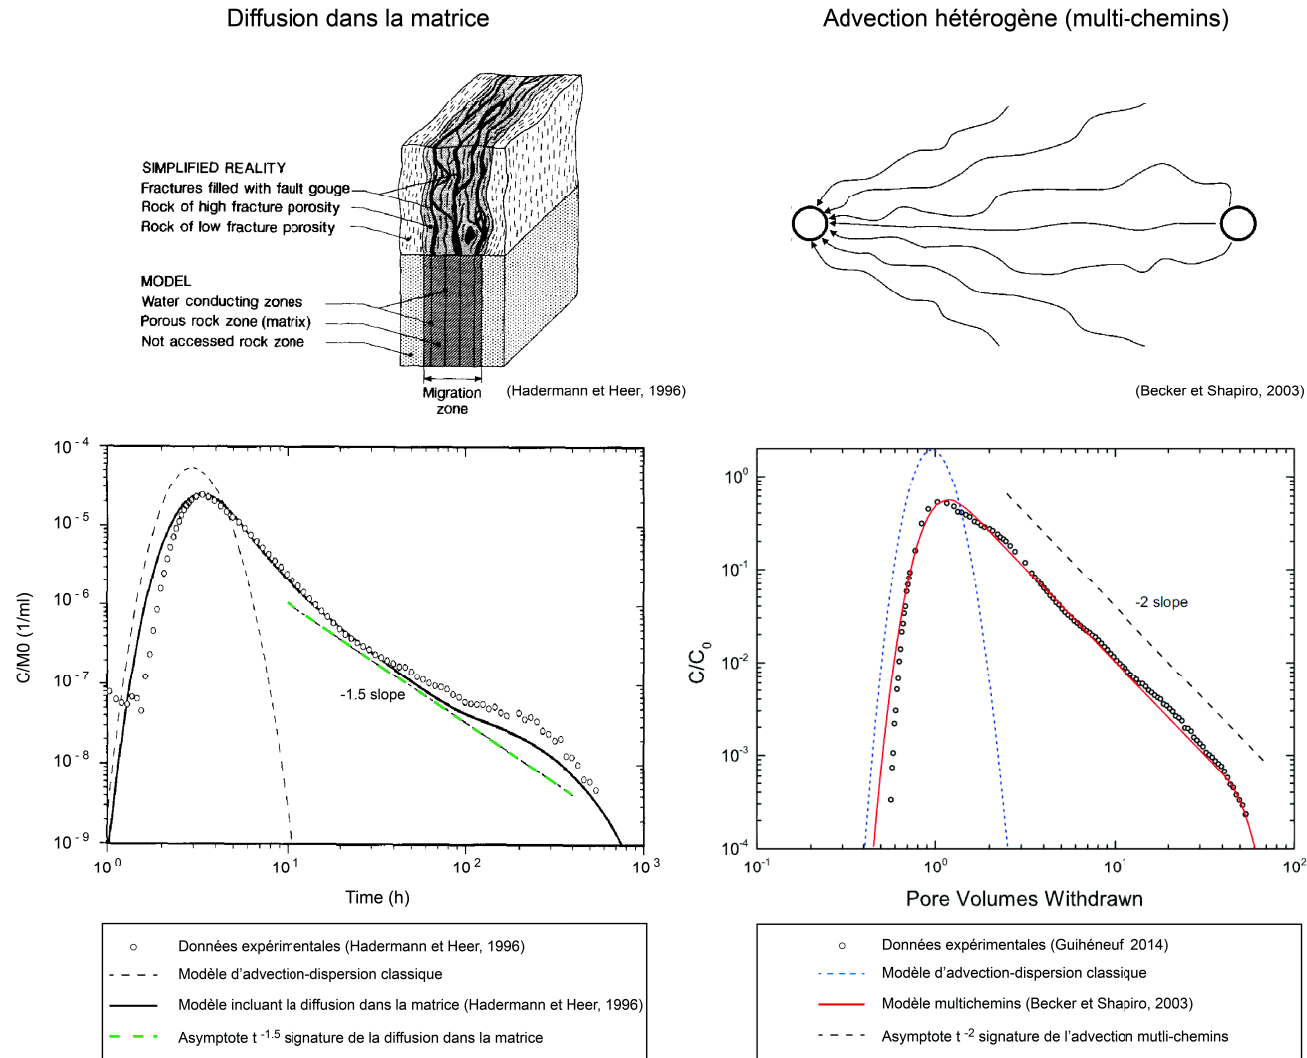 Diffusion dans la matrice
Advection hétérogène (multi-chemins)
SIMPLIFIED REALITY
Fractures filled with fault gouge
Rock of high fracture porosity
Rock of low fracture porosity
MODEL
Water conducting zones
Porous rock zone (matrix)
Not accessed rock zone
Migration
zone
(Hadermann et Heer, 1996)
(Becker et Shapiro, 2003)
C/M0 (1/ml)
10⁻⁴
10⁻⁵
10⁻⁶
10⁻⁷
10⁻⁸
10⁻⁹
-1.5 slope
10⁰
10¹
10²
10³
Time (h)
C/C₀
10⁰
10⁻¹
10⁻²
10⁻³
10⁻⁴
-2 slope
10⁻¹
10⁰
10¹
10²
Pore Volumes Withdrawn
Données expérimentales (Hadermann et Heer, 1996)
Modèle d'advection-dispersion classique
Modèle incluant la diffusion dans la matrice (Hadermann et Heer, 1996)
Asymptote t⁻¹·⁵ signature de la diffusion dans la matrice
Données expérimentales (Guihéneuf 2014)
Modèle d'advection-dispersion classique
Modèle multichemins (Becker et Shapiro, 2003)
Asymptote t⁻² signature de l'advection mutli-chemins